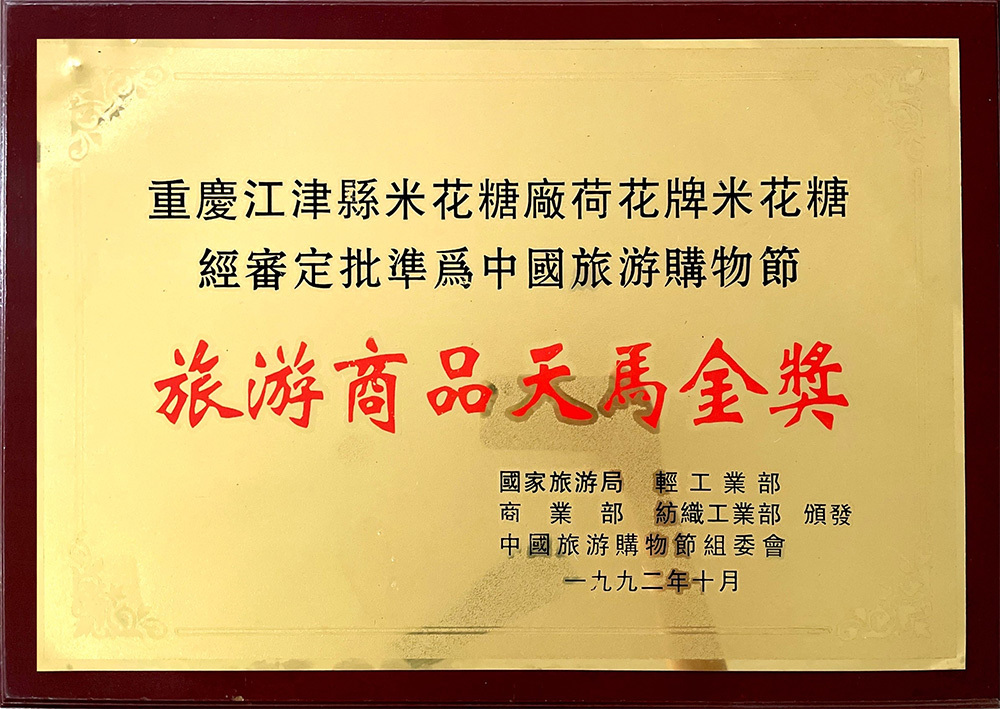 重慶江津縣米花糖廠荷花牌米花糖
經審定批準爲中國旅游購物節
旅游商品天馬金獎
國家旅游局 輕工業部
商業部 紡織工業部 頒發
中國旅游購物節組委會
一九九二年十月